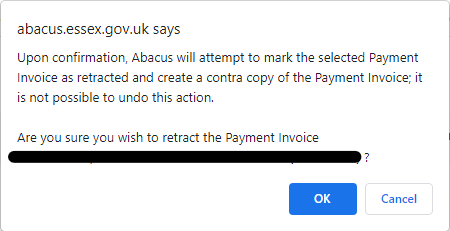 abacus.essex.gov.uk says
Upon confirmation, Abacus will attempt to mark the selected Payment
Invoice as retracted and create a contra copy of the Payment Invoice; it
is not possible to undo this action.
Are you sure you wish to retract the Payment Invoice
?
OK Cancel